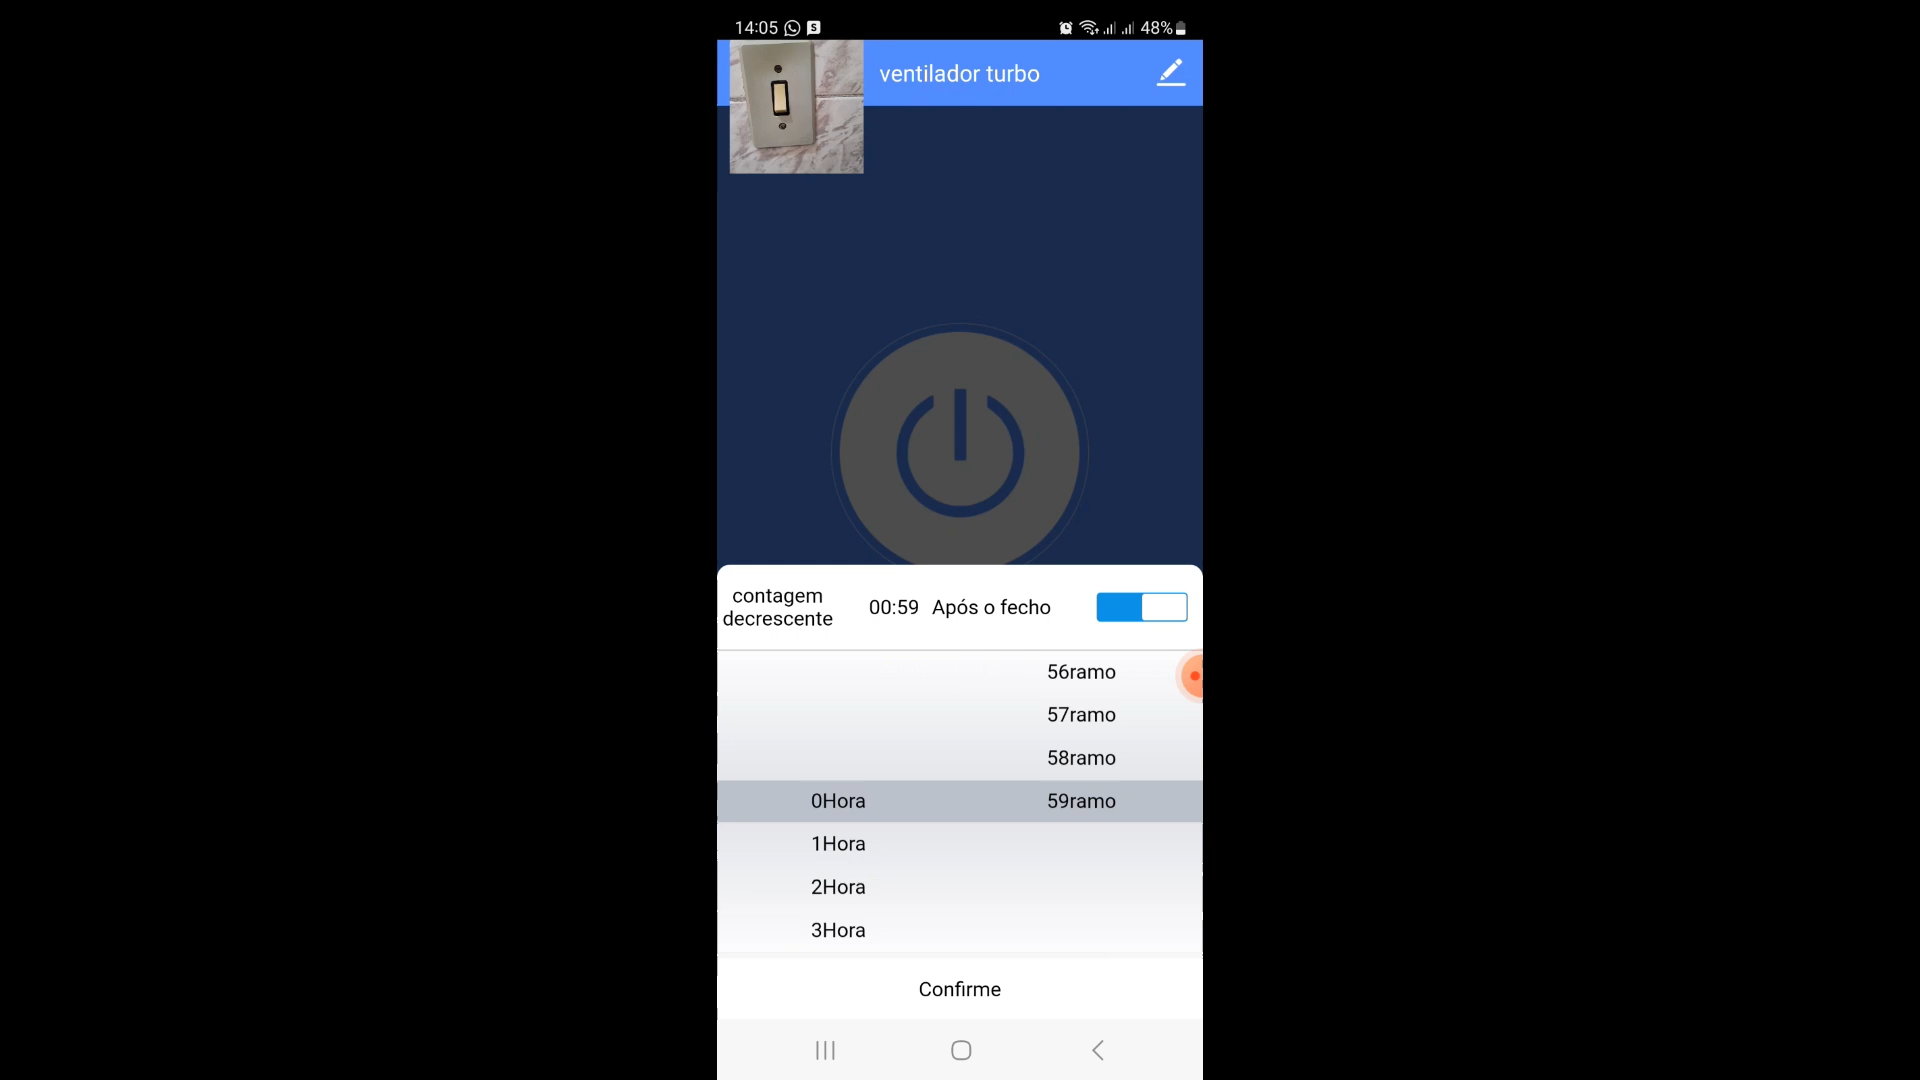 14:05
48%
ventilador turbo
contagem
decrescente
00:59 Após o fecho
56ramo
57ramo
58ramo
0Hora 59ramo
1Hora
2Hora
3Hora
Confirme